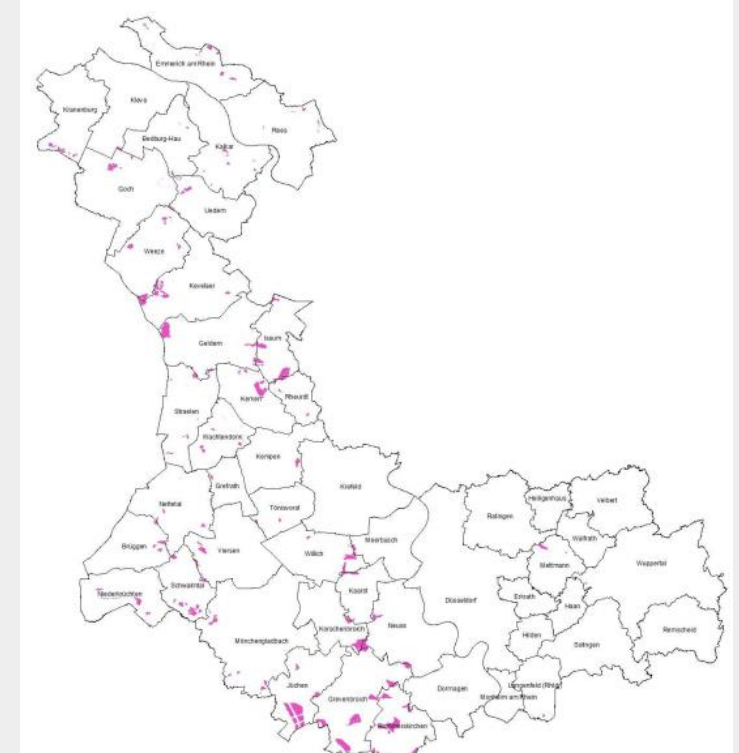 Emmerich am Rhein
Kleve
Kranenburg
Rees
Bedburg-Hau
Kalkar
Goch
Uedem
Weeze
Kevelaer
Issum
Geldern
Kerken
Rheurdt
Straelen
Wachtendonk
Kempen
Grefrath
Krefeld
Nettetal
Tönisvorst
Heiligenhaus
Velbert
Ratingen
Wülfrath
Meerbusch
Brüggen
Viersen
Willich
Mettmann
Wuppertal
Schwalmtal
Niederkrüchten
Kaarst
Düsseldorf
Erkrath
Haan
Korschenbroich
Neuss
Hilden
Remscheid
Mönchengladbach
Solingen
Jüchen
Langenfeld (Rhld.)
Dormagen
Monheim am Rhein
Grevenbroich
Rommerskirchen